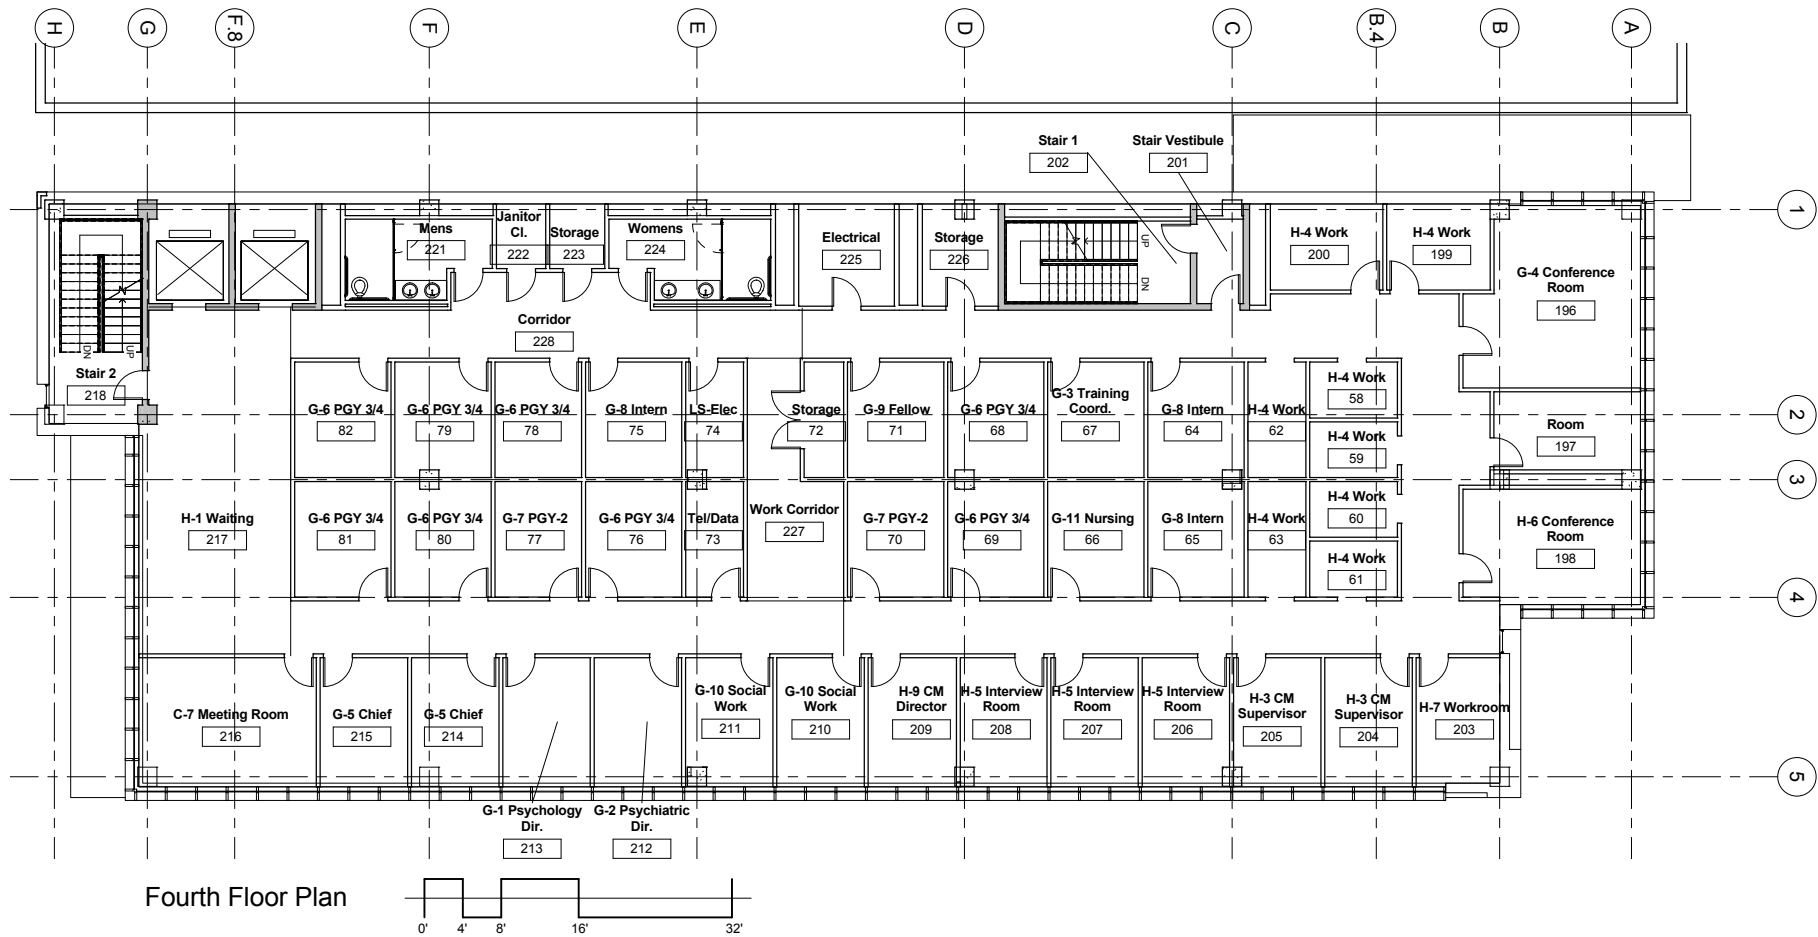 H
G
F.8
F
E
D
C
B.4
B
A
Stair 1
202
Stair Vestibule
201
1
Mens
221
Janitor
Cl.
222
Storage
223
Womens
224
Electrical
225
Storage
226
UP
DN
H-4 Work
200
H-4 Work
199
G-4 Conference
Room
196
Corridor
228
DN
UP
Stair 2
218
G-6 PGY 3/4
82
G-6 PGY 3/4
79
G-6 PGY 3/4
78
G-8 Intern
75
LS-Elec
74
Storage
72
G-9 Fellow
71
G-6 PGY 3/4
68
G-3 Training
Coord.
67
G-8 Intern
64
H-4 Work
62
H-4 Work
58
H-4 Work
59
Room
197
2
3
H-1 Waiting
217
G-6 PGY 3/4
81
G-6 PGY 3/4
80
G-7 PGY-2
77
G-6 PGY 3/4
76
Tel/Data
73
Work Corridor
227
G-7 PGY-2
70
G-6 PGY 3/4
69
G-11 Nursing
66
G-8 Intern
65
H-4 Work
63
H-4 Work
60
H-4 Work
61
H-6 Conference
Room
198
4
C-7 Meeting Room
216
G-5 Chief
215
G-5 Chief
214
G-10 Social
Work
211
G-10 Social
Work
210
H-9 CM
Director
209
H-5 Interview
Room
208
H-5 Interview
Room
207
H-5 Interview
Room
206
H-3 CM
Supervisor
205
H-3 CM
Supervisor
204
H-7 Workroom
203
5
G-1 Psychology
Dir.
213
G-2 Psychiatric
Dir.
212
Fourth Floor Plan
0'
4'
8'
16'
32'